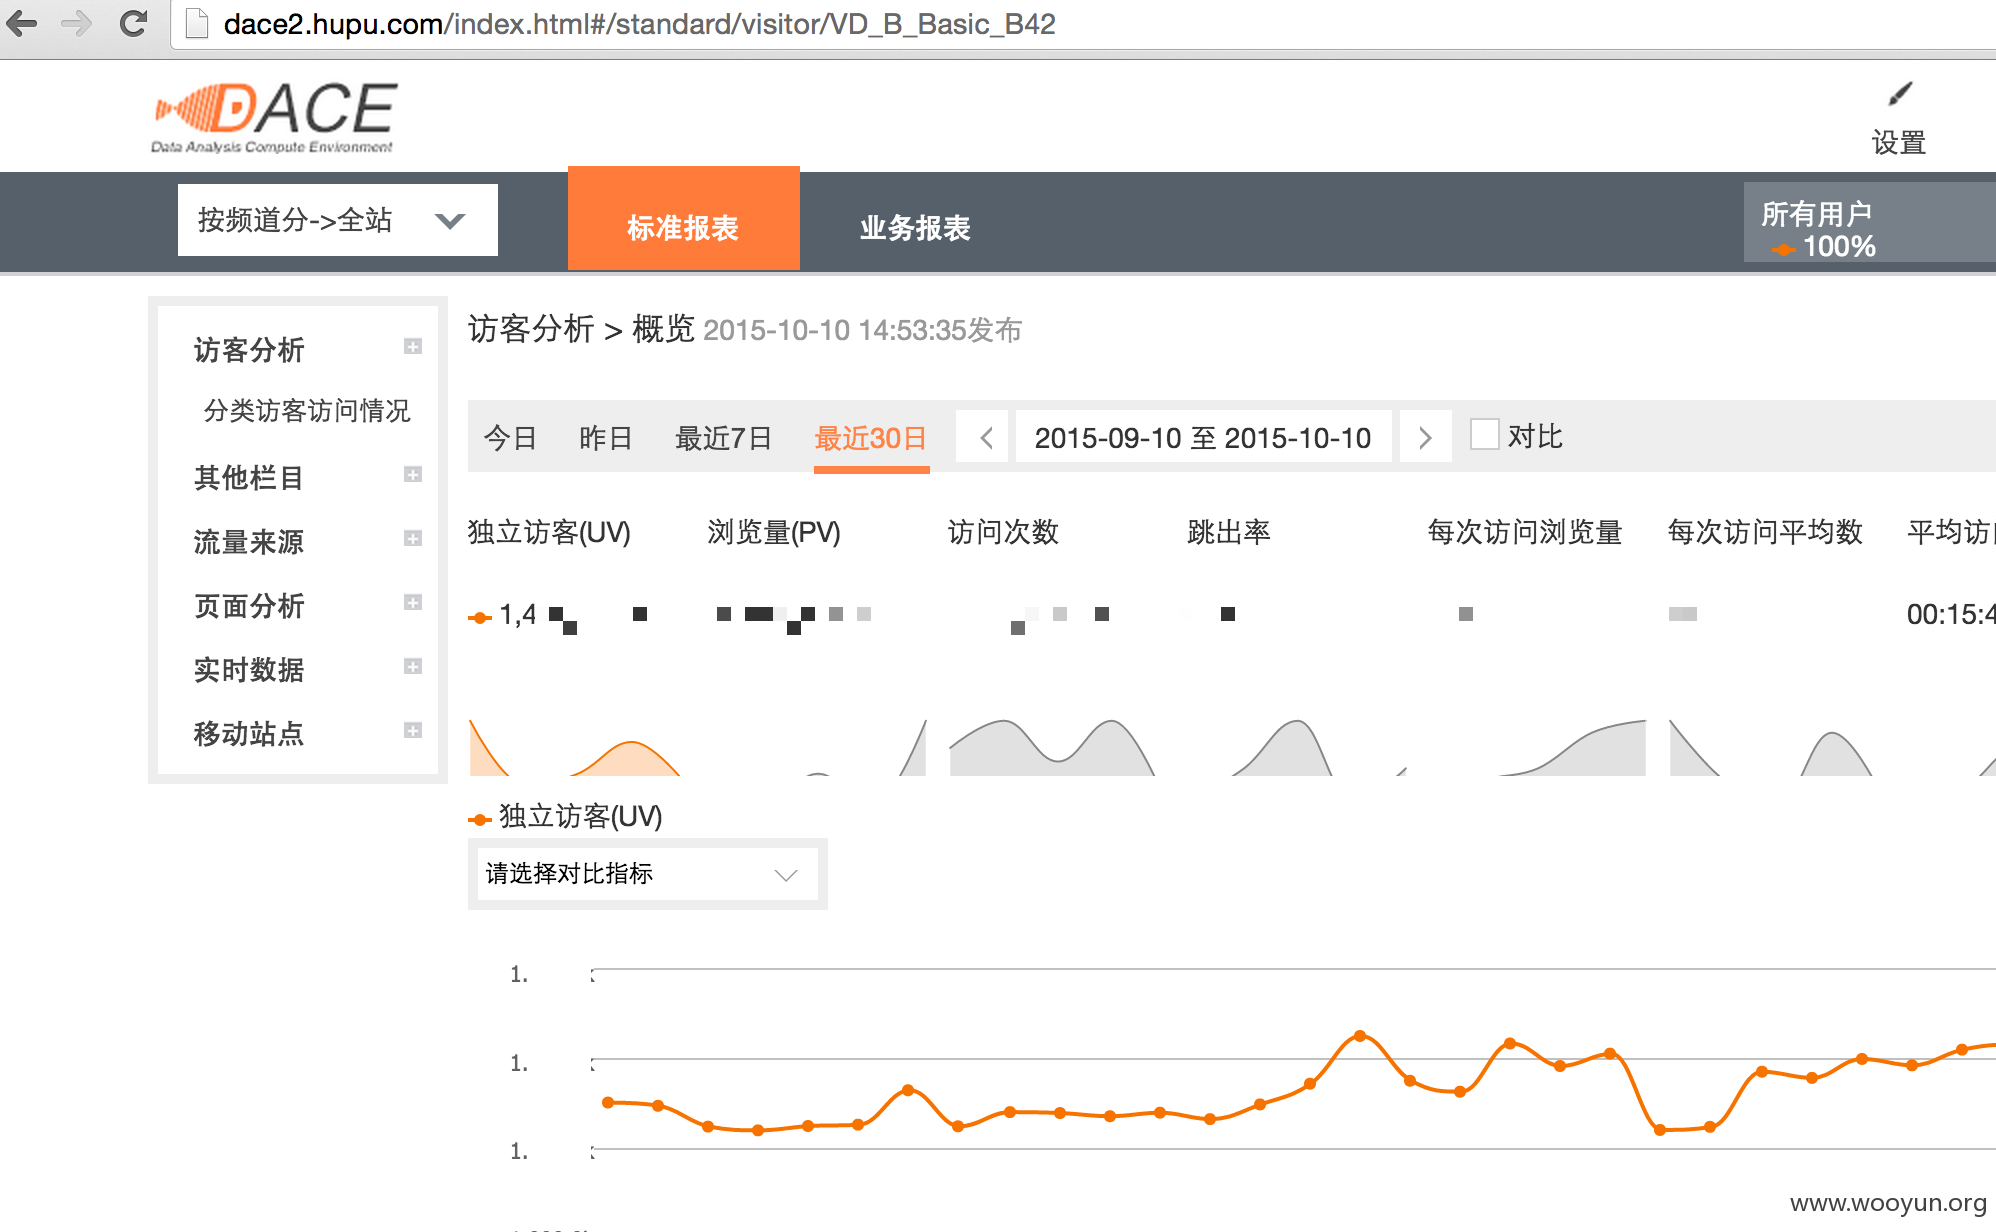 dace2.hupu.com/index.html#/standard/visitor/VD_B_Basic_B42
DACE
Data Analysis Compute Environment
设置
按频道分->全站
标准报表
业务报表
所有用户
100%
访客分析
分类访客访问情况
其他栏目
流量来源
页面分析
实时数据
移动站点
访客分析 > 概览 2015-10-10 14:53:35发布
今日 昨日 最近7日 最近30日 2015-09-10 至 2015-10-10 对比
独立访客(UV) 浏览量(PV) 访问次数 跳出率 每次访问浏览量 每次访问平均数 平均访
1,4 00:15:4
独立访客(UV)
请选择对比指标
1.
1.
1.
www.wooyun.org